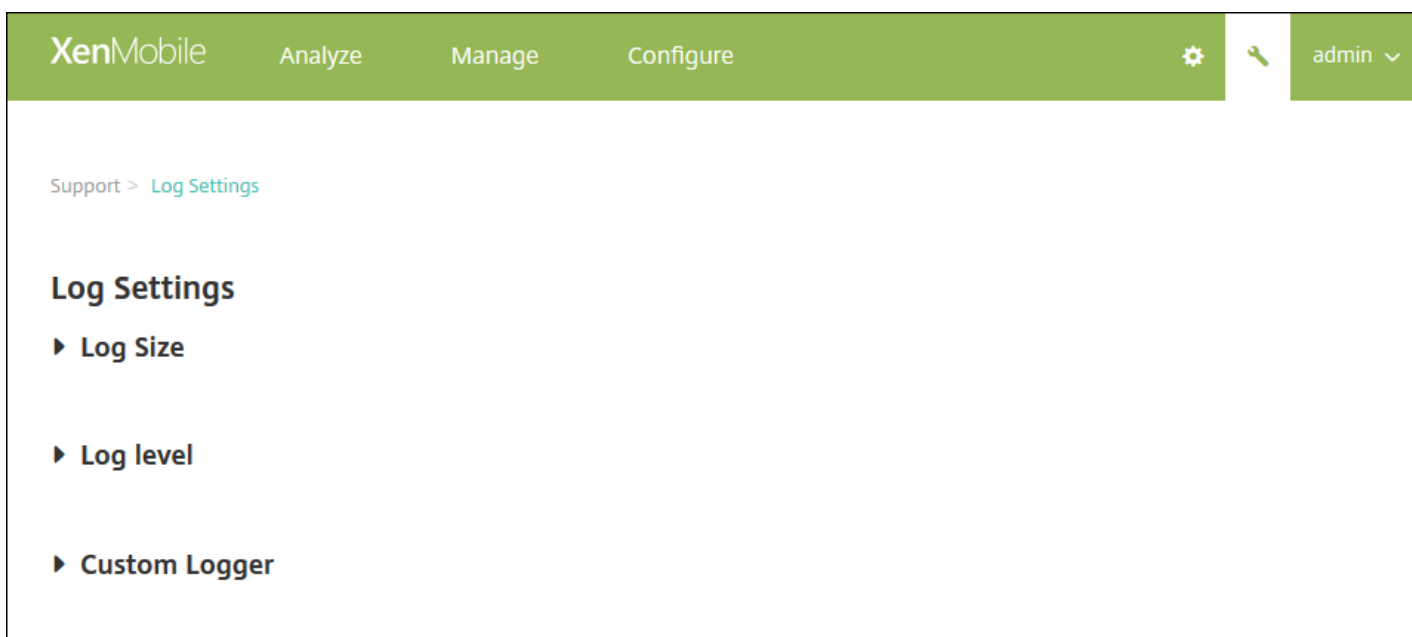 XenMobile Analyze Manage Configure admin
Support > Log Settings
Log Settings
Log Size
Log level
Custom Logger